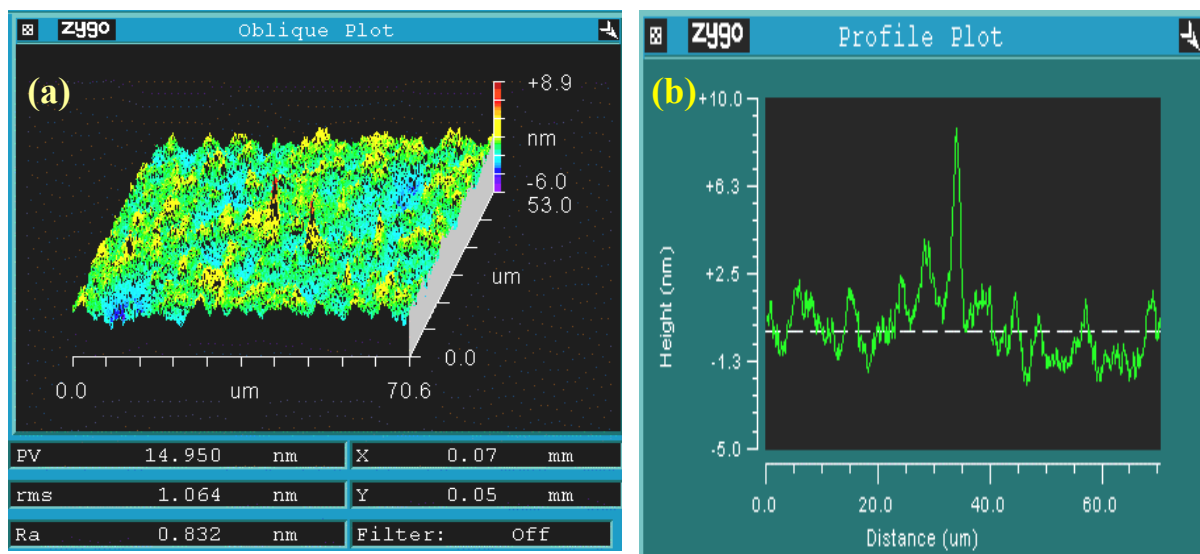 zygo Oblique Plot
(a)
+8.9
nm
-6.0
53.0
um
0.0
0.0 um 70.6
PV 14.950 nm X 0.07 mm
rms 1.064 nm Y 0.05 mm
Ra 0.832 nm Filter: Off
zygo Profile Plot
(b)
+10.0
+6.3
+2.5
-1.3
-5.0
Height (nm)
0.0 20.0 40.0 60.0
Distance (um)